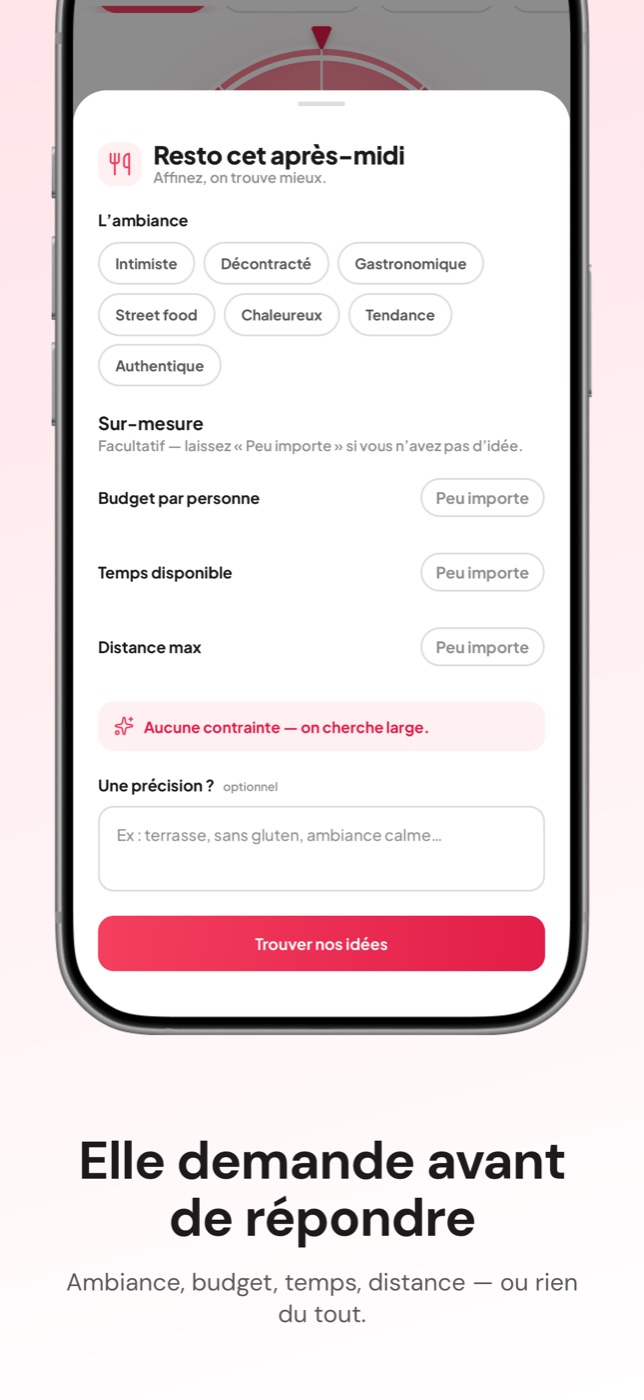 Resto cet après-midi
Affinez, on trouve mieux.
L’ambiance
Intimiste
Décontracté
Gastronomique
Street food
Chaleureux
Tendance
Authentique
Sur-mesure
Facultatif — laissez « Peu importe » si vous n’avez pas d’idée.
Budget par personne
Peu importe
Temps disponible
Peu importe
Distance max
Peu importe
Aucune contrainte — on cherche large.
Une précision ? optionnel
Ex : terrasse, sans gluten, ambiance calme…
Trouver nos idées
Elle demande avant
de répondre
Ambiance, budget, temps, distance — ou rien
du tout.